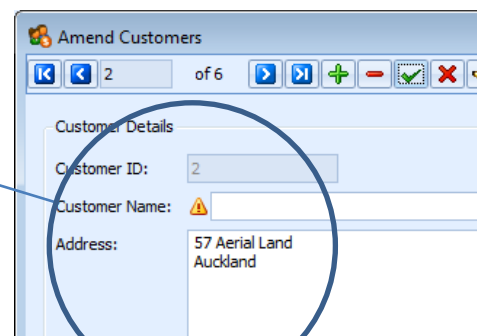 Amend Customers
2 of 6
Customer Details
Customer ID: 2
Customer Name:
Address: 57 Aerial Land
Auckland